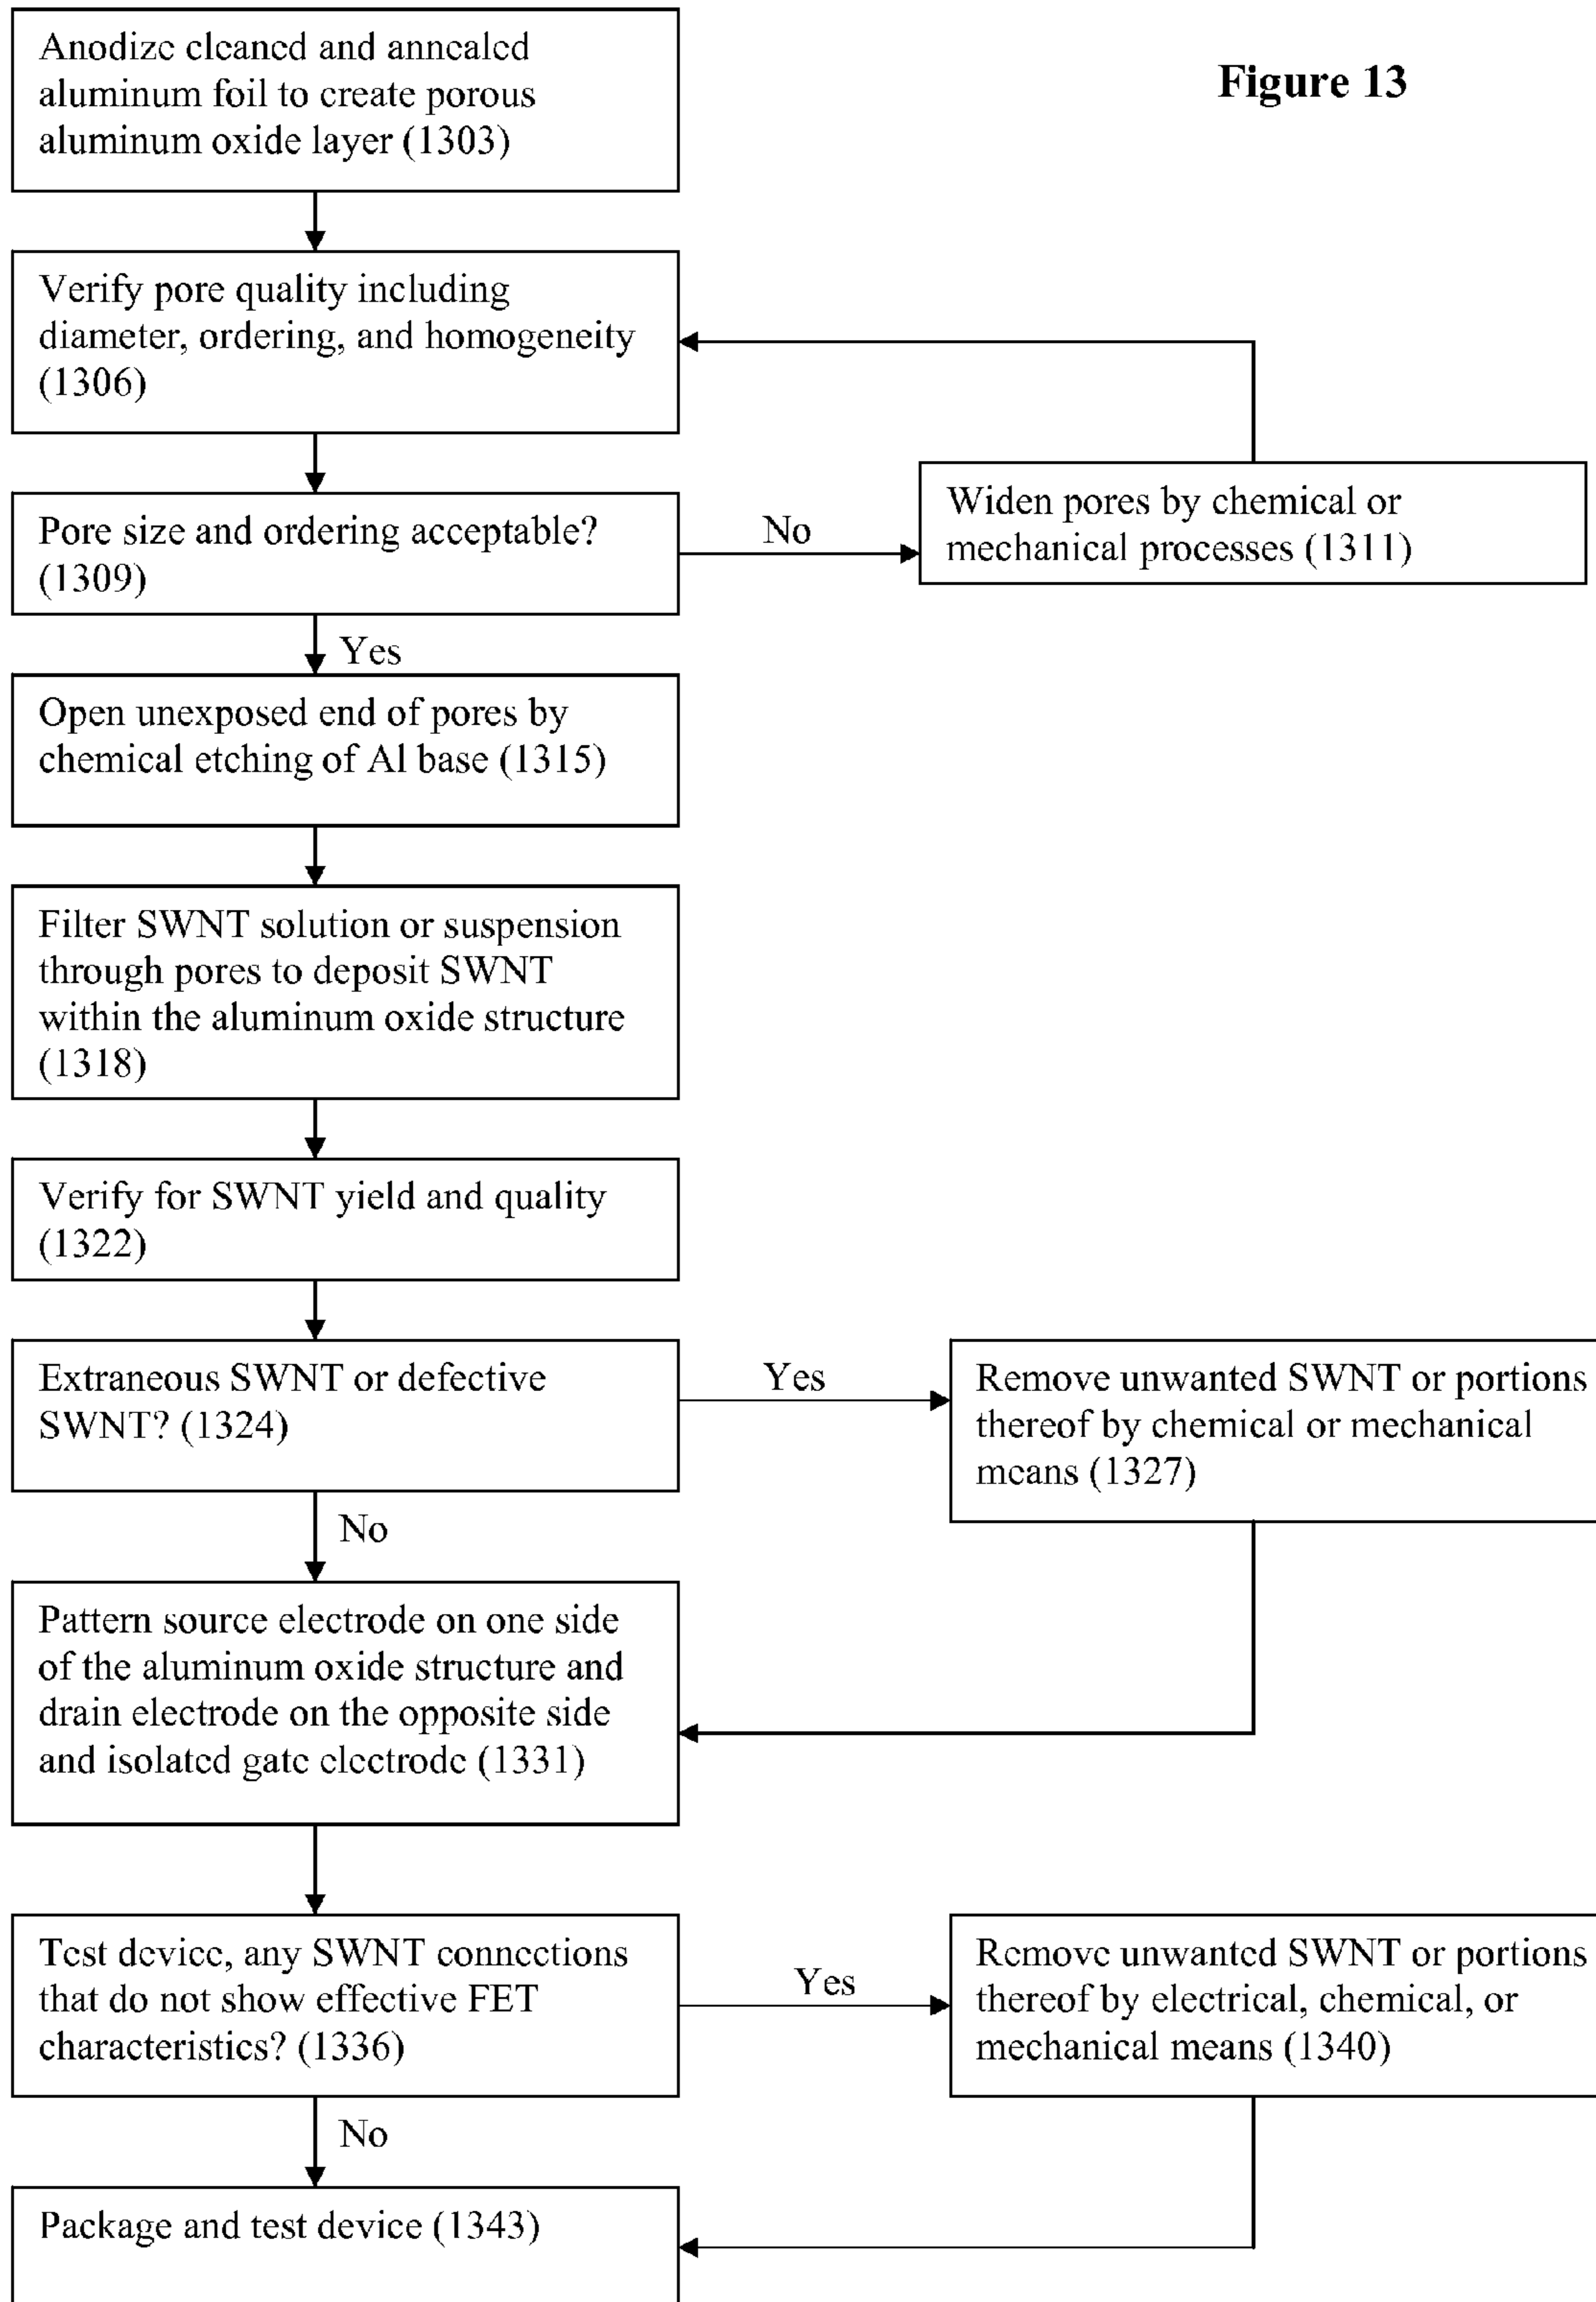 Figure 13
Anodize cleaned and annealed
aluminum foil to create porous
aluminum oxide layer (1303)
Verify pore quality including
diameter, ordering, and homogeneity
(1306)
Pore size and ordering acceptable?
(1309)
No
Widen pores by chemical or
mechanical processes (1311)
Yes
Open unexposed end of pores by
chemical etching of Al base (1315)
Filter SWNT solution or suspension
through pores to deposit SWNT
within the aluminum oxide structure
(1318)
Verify for SWNT yield and quality
(1322)
Extraneous SWNT or defective
SWNT? (1324)
Yes
Remove unwanted SWNT or portions
thereof by chemical or mechanical
means (1327)
No
Pattern source electrode on one side
of the aluminum oxide structure and
drain electrode on the opposite side
and isolated gate electrode (1331)
Test device, any SWNT connections
that do not show effective FET
characteristics? (1336)
Yes
Remove unwanted SWNT or portions
thereof by electrical, chemical, or
mechanical means (1340)
No
Package and test device (1343)